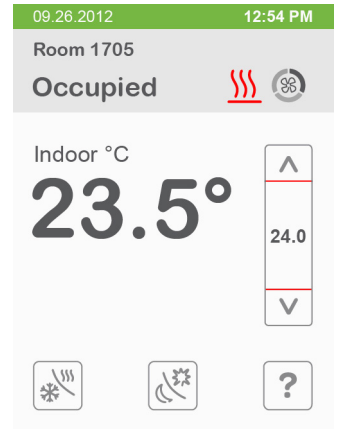 09.26.2012 12:54 PM
Room 1705
Occupied
Indoor °C
23.5°
24.0
?